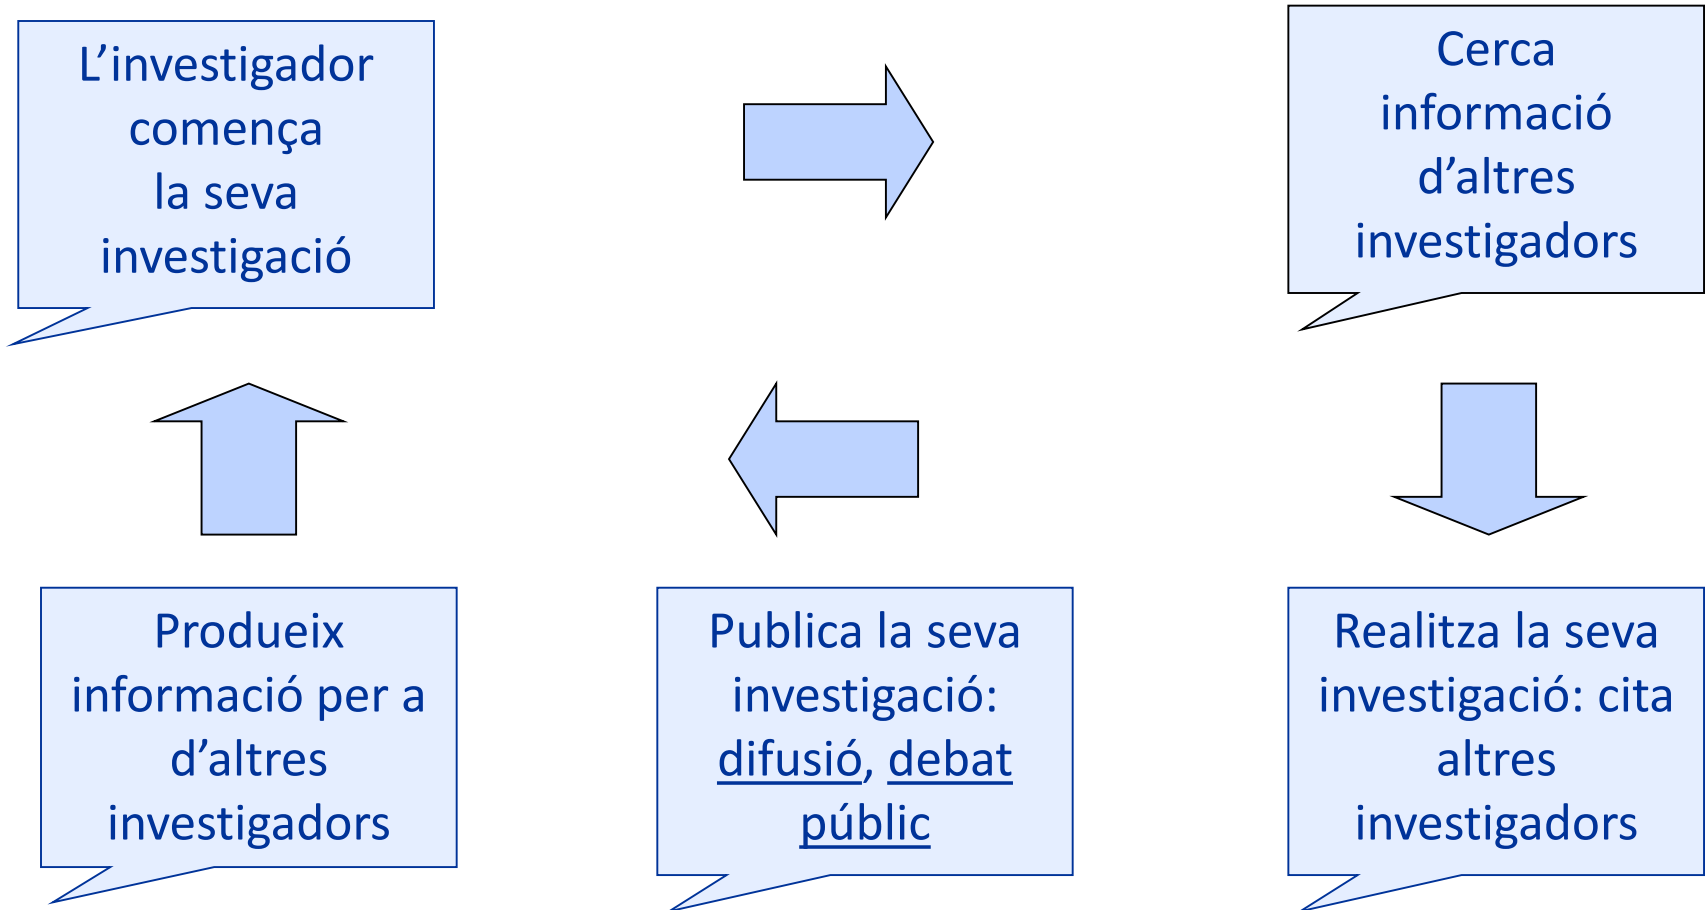 L’investigador
comença
la seva
investigació
Cerca
informació
d’altres
investigadors
Produeix
informació per a
d’altres
investigadors
Publica la seva
investigació:
difusió, debat
públic
Realitza la seva
investigació: cita
altres
investigadors